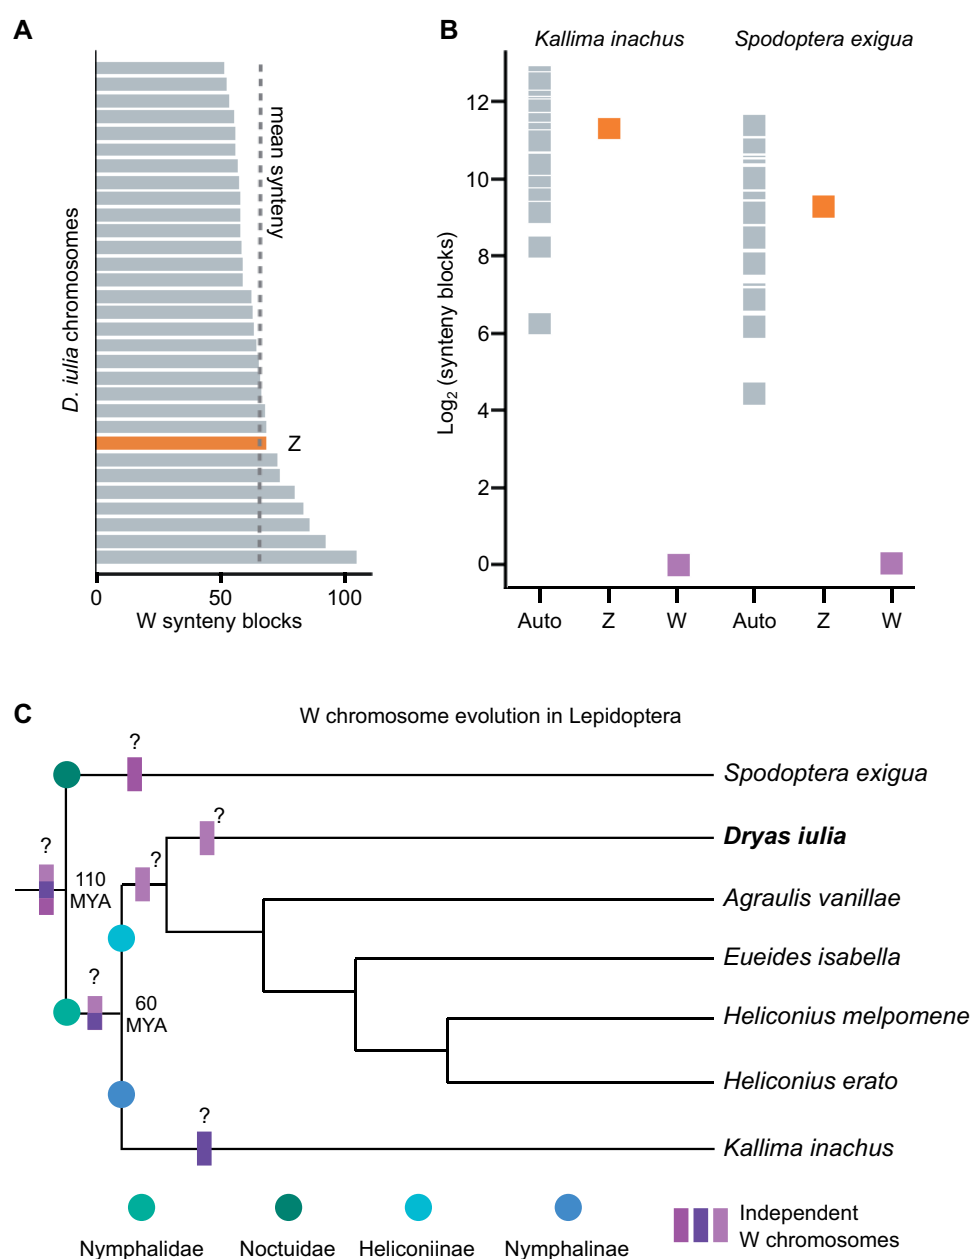 A
D. iulia chromosomes
mean synteny
Z
0
50
100
W synteny blocks
B
Kallima inachus
Spodoptera exigua
Log2 (synteny blocks)
12
10
8
6
4
2
0
Auto
Z
W
Auto
Z
W
C
W chromosome evolution in Lepidoptera
?
Spodoptera exigua
?
Dryas iulia
?
?
110
MYA
Agraulis vanillae
Eueides isabella
?
60
MYA
Heliconius melpomene
Heliconius erato
?
Kallima inachus
Nymphalidae
Noctuidae
Heliconiinae
Nymphalinae
Independent
W chromosomes